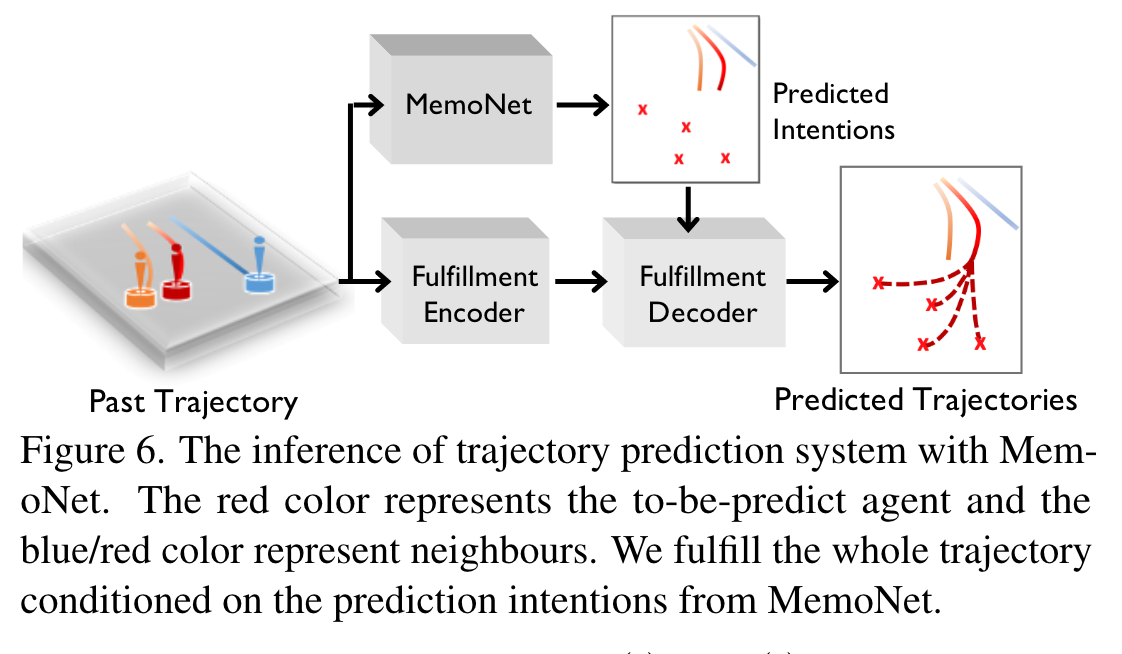 MemoNet
Predicted
Intentions
Fulfillment
Encoder
Fulfillment
Decoder
Past Trajectory
Predicted Trajectories
Figure 6. The inference of trajectory prediction system with Mem-
oNet. The red color represents the to-be-predict agent and the
blue/red color represent neighbours. We fulfill the whole trajectory
conditioned on the prediction intentions from MemoNet.